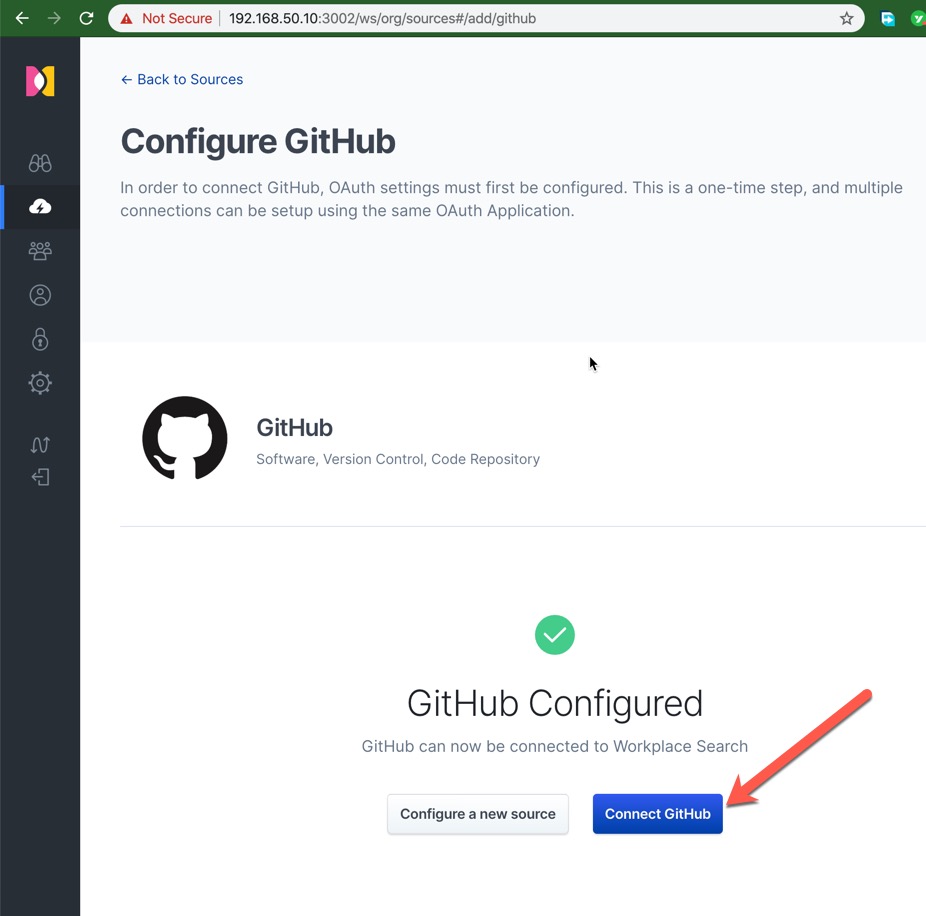 Not Secure 192.168.50.10:3002/ws/org/sources#/add/github
← Back to Sources
Configure GitHub
In order to connect GitHub, OAuth settings must first be configured. This is a one-time step, and multiple
connections can be setup using the same OAuth Application.
GitHub
Software, Version Control, Code Repository
GitHub Configured
GitHub can now be connected to Workplace Search
Configure a new source Connect GitHub